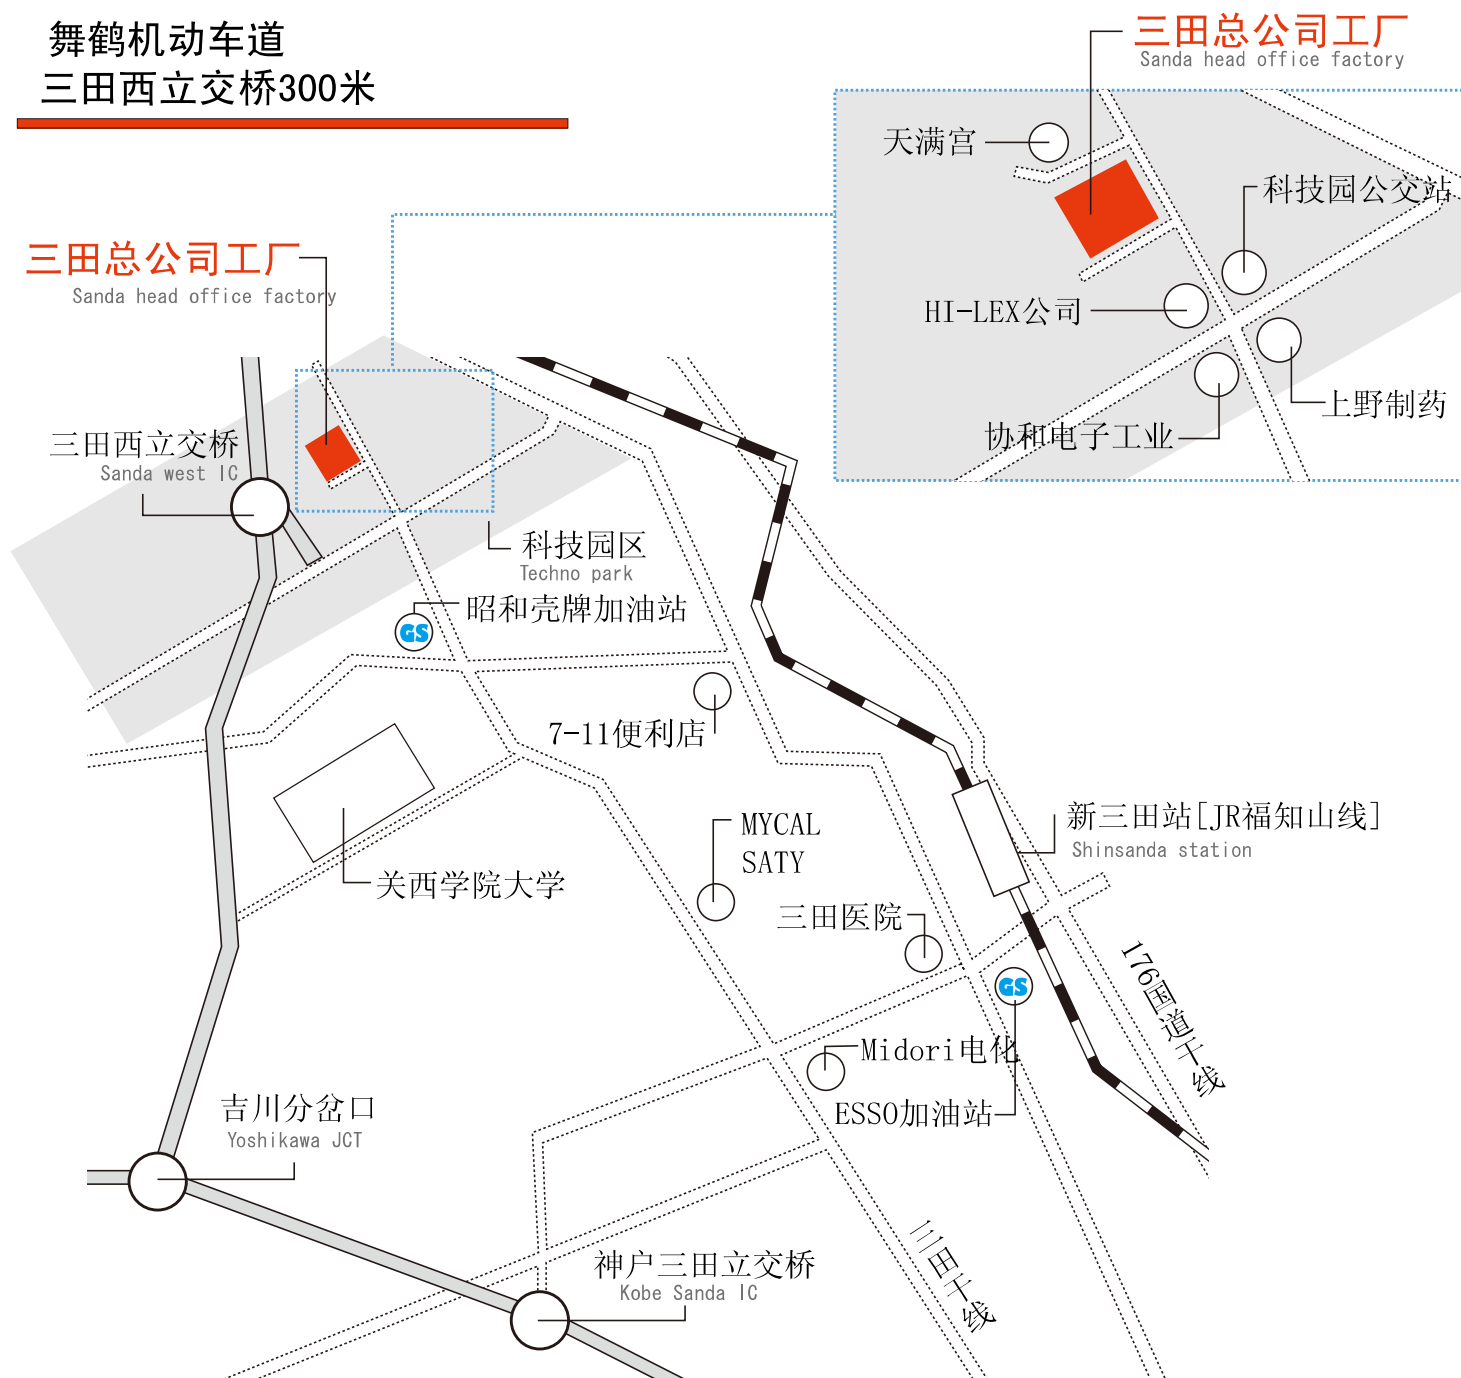 舞鹤机动车道
三田西立交桥300米
三田总公司工厂
Sanda head office factory
天满宫
科技园公交站
HI-LEX公司
上野制药
协和电子工业
三田总公司工厂
Sanda head office factory
三田西立交桥
Sanda west IC
科技园区
Techno park
昭和壳牌加油站
GS
7-11便利店
MYCAL
SATY
新三田站[JR福知山线]
Shinsanda station
关西学院大学
三田医院
GS
176国道干线
Midori电化
ESSO加油站
吉川分岔口
Yoshikawa JCT
三田干线
神户三田立交桥
Kobe Sanda IC